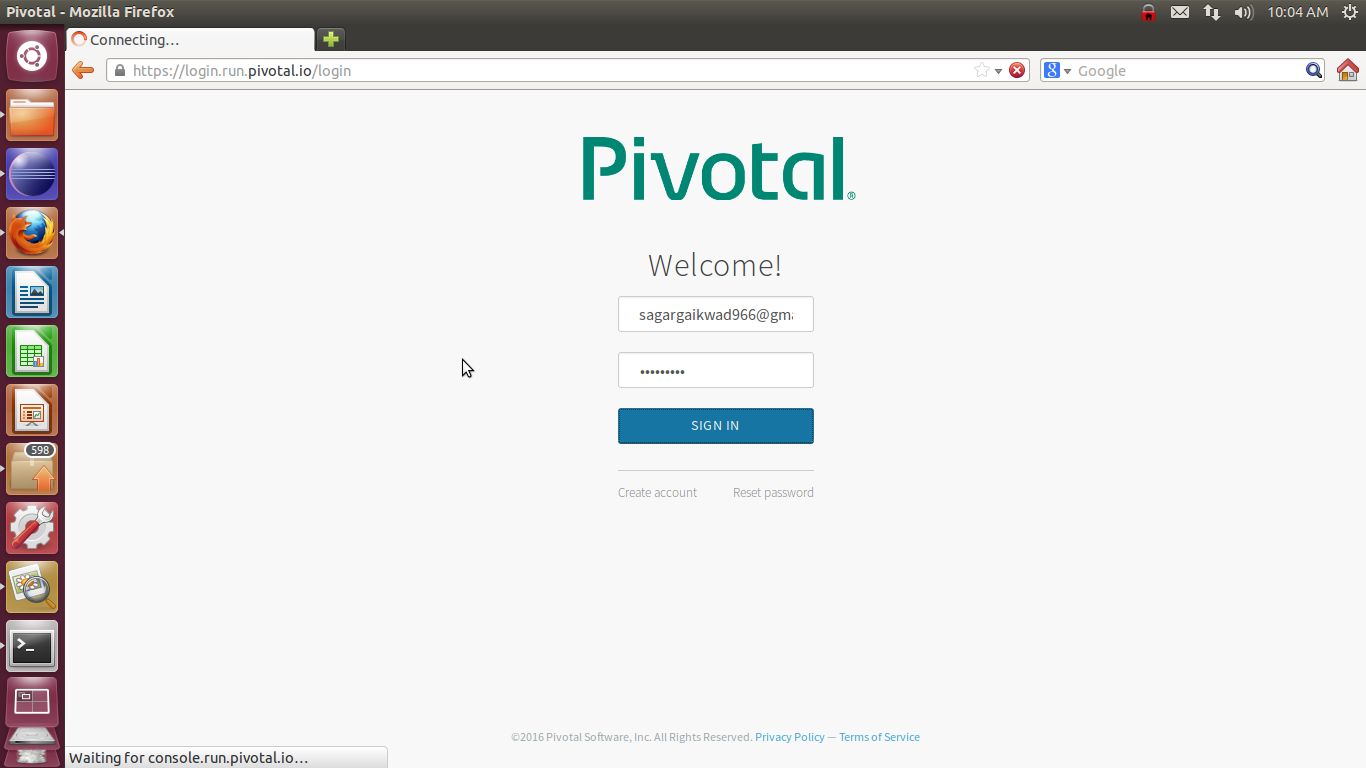 Pivotal - Mozilla Firefox
10:04 AM
Connecting…
https://login.run.pivotal.io/login
Google
Pivotal®
Welcome!
sagargaikwad966@gma
•••••••••
SIGN IN
Create account
Reset password
598
©2016 Pivotal Software, Inc. All Rights Reserved. Privacy Policy — Terms of Service
Waiting for console.run.pivotal.io…